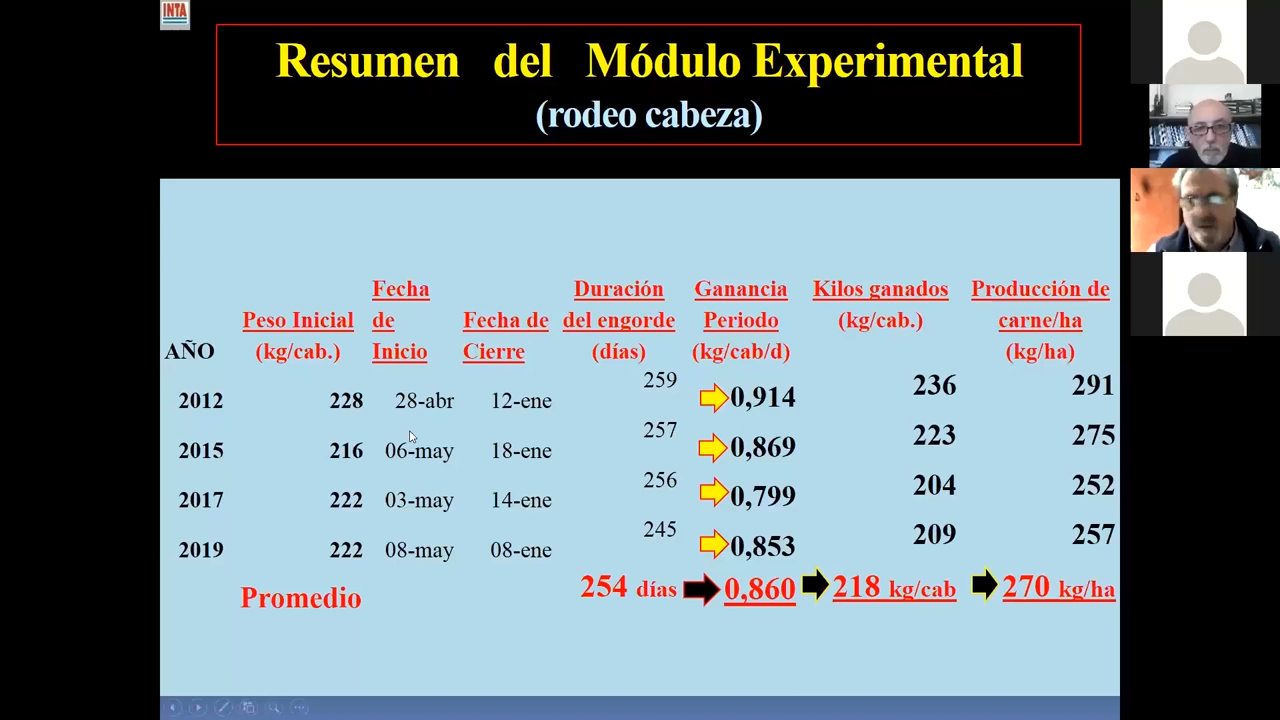 INTA
Resumen del Módulo Experimental
(rodeo cabeza)
AÑO Peso Inicial (kg/cab.) Fecha de Inicio Fecha de Cierre Duración del engorde (días) Ganancia Periodo (kg/cab/d) Kilos ganados (kg/cab.) Producción de carne/ha (kg/ha)
2012 228 28-abr 12-ene 259 0,914 236 291
2015 216 06-may 18-ene 257 0,869 223 275
2017 222 03-may 14-ene 256 0,799 204 252
2019 222 08-may 08-ene 245 0,853 209 257
Promedio 254 días 0,860 218 kg/cab 270 kg/ha